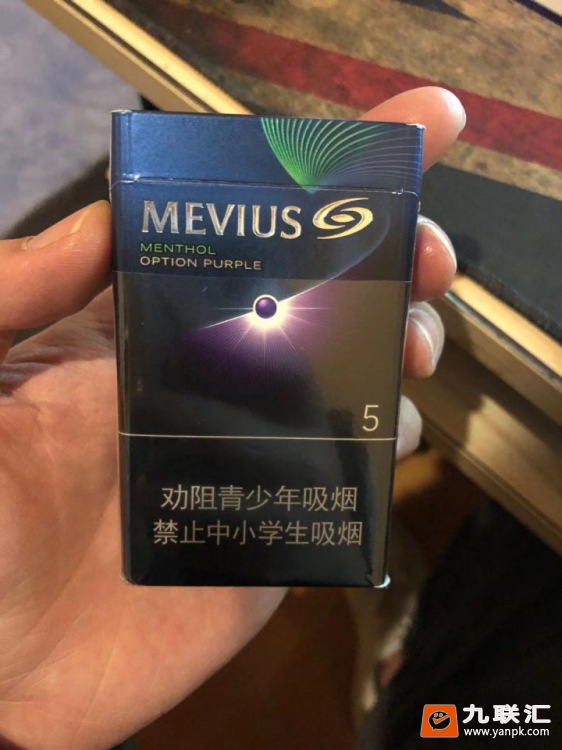 MEVIUS
MENTHOL
OPTION PURPLE
5
劝阻青少年吸烟
禁止中小学生吸烟
九联汇
www.yanpk.com